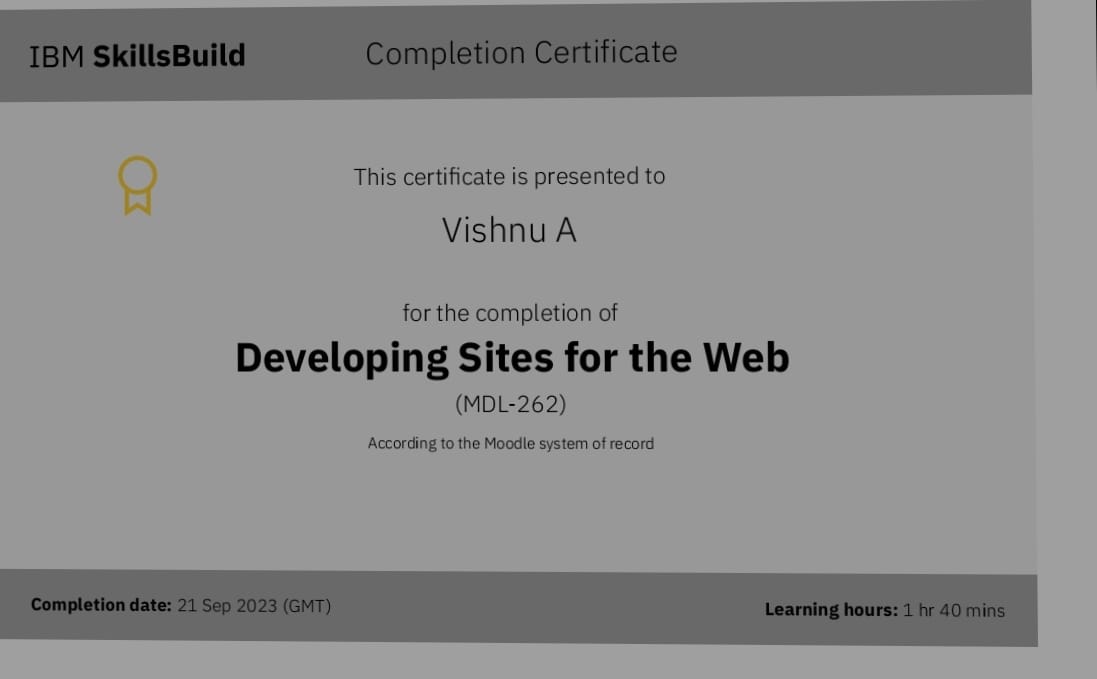 IBM SkillsBuild
Completion Certificate
This certificate is presented to
Vishnu A
for the completion of
Developing Sites for the Web
(MDL-262)
According to the Moodle system of record
Completion date: 21 Sep 2023 (GMT)
Learning hours: 1 hr 40 mins